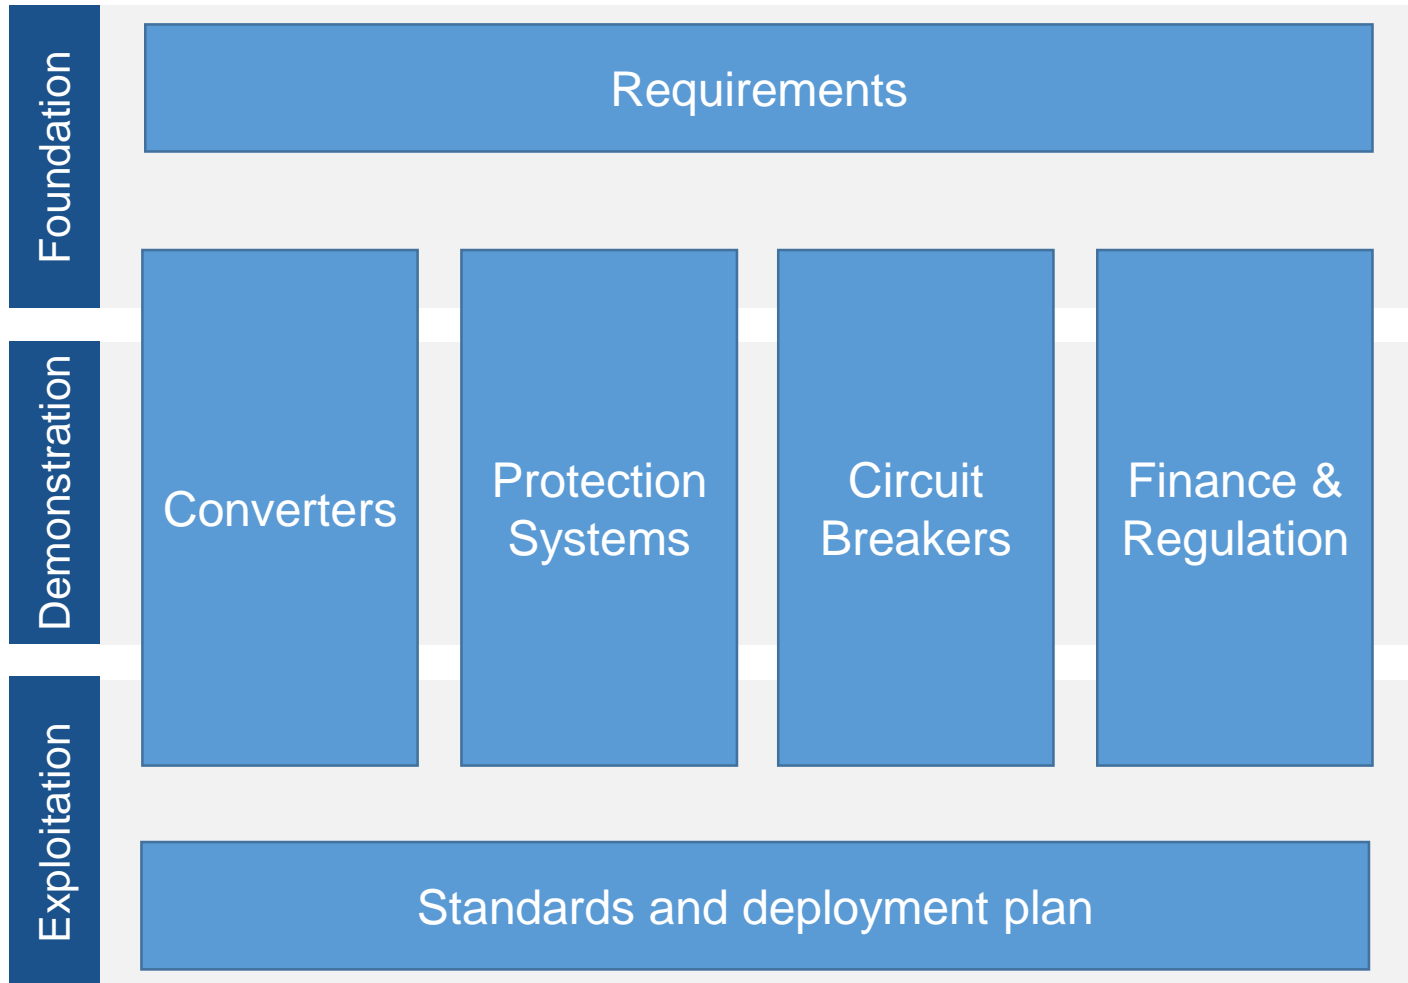 Foundation
Requirements
Demonstration
Converters
Protection
Systems
Circuit
Breakers
Finance &
Regulation
Exploitation
Standards and deployment plan